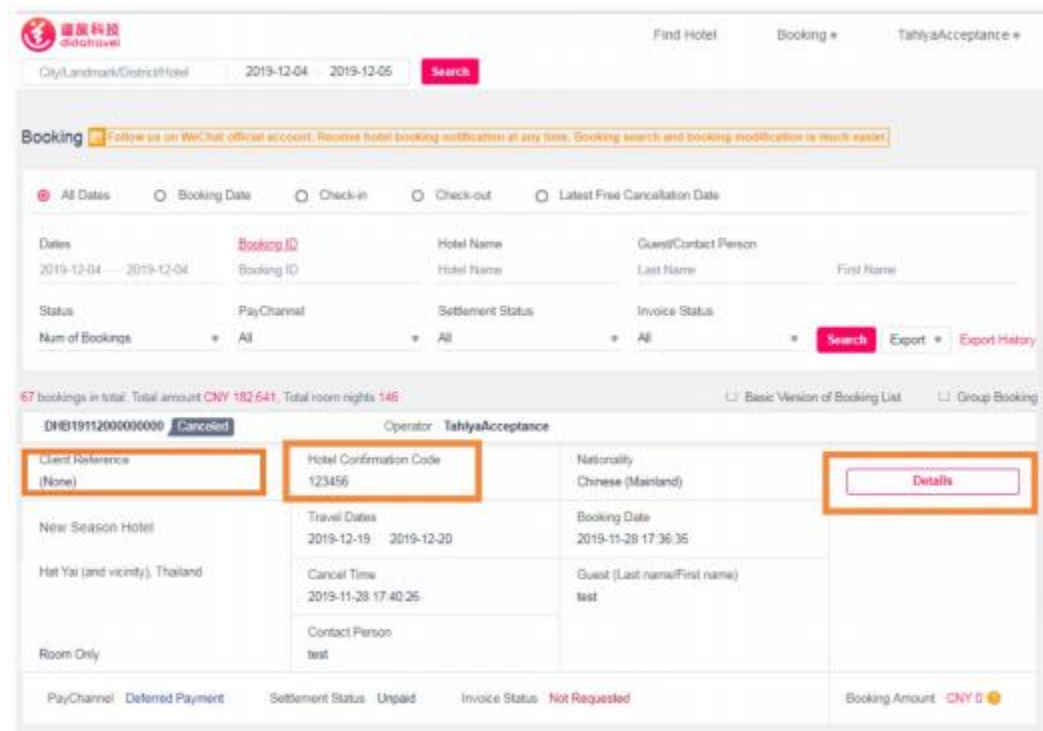 道旅科技
didatravel
Find Hotel Booking TahlyaAcceptance
City/Landmark/District/Hotel 2019-12-04 2019-12-05 Search
Booking Follow us on WeChat official account. Receive hotel booking notification at any time. Booking search and booking modification is much easier.
All Dates Booking Date Check-in Check-out Latest Free Cancellation Date
Dates Booking ID Hotel Name Guest/Contact Person
2019-12-04 — 2019-12-04 Booking ID Hotel Name Last Name First Name
Status PayChannel Settlement Status Invoice Status
Num of Bookings All All All Search Export Export History
67 bookings in total. Total amount CNY 182,641, Total room nights 146 Basic Version of Booking List Group Booking
DHB19112000000000 Canceled Operator TahlyaAcceptance
Client Reference Hotel Confirmation Code Nationality
(None) 123456 Chinese (Mainland) Details
New Season Hotel Travel Dates Booking Date
2019-12-19 2019-12-20 2019-11-28 17:36:35
Hat Yai (and vicinity), Thailand Cancel Time Guest (Last name/First name)
2019-11-28 17:40:26 test
Contact Person
Room Only test
PayChannel Deferred Payment Settlement Status Unpaid Invoice Status Not Requested Booking Amount CNY 0